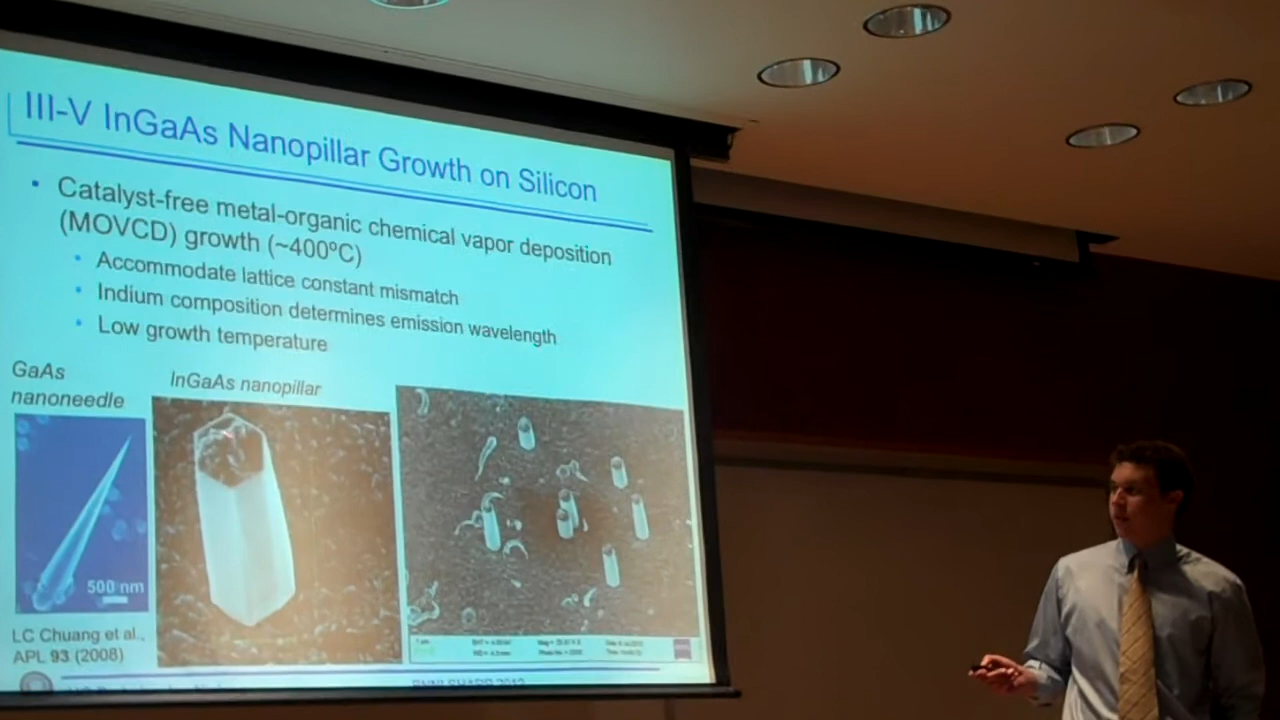 III-V InGaAs Nanopillar Growth on Silicon
• Catalyst-free metal-organic chemical vapor deposition
(MOVCD) growth (~400ºC)
• Accommodate lattice constant mismatch
• Indium composition determines emission wavelength
• Low growth temperature
GaAs
nanoneedle
InGaAs nanopillar
500 nm
LC Chuang et al.,
APL 93 (2008)